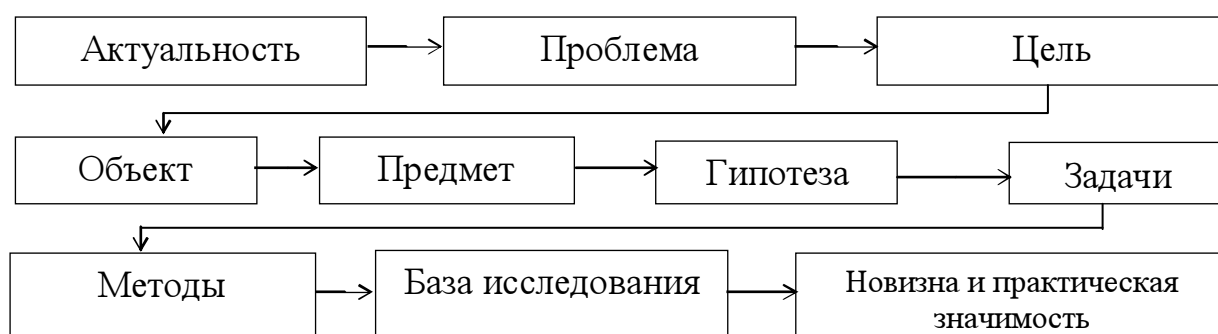 Актуальность
Проблема
Цель
Объект
Предмет
Гипотеза
Задачи
Методы
База исследования
Новизна и практическая
значимость